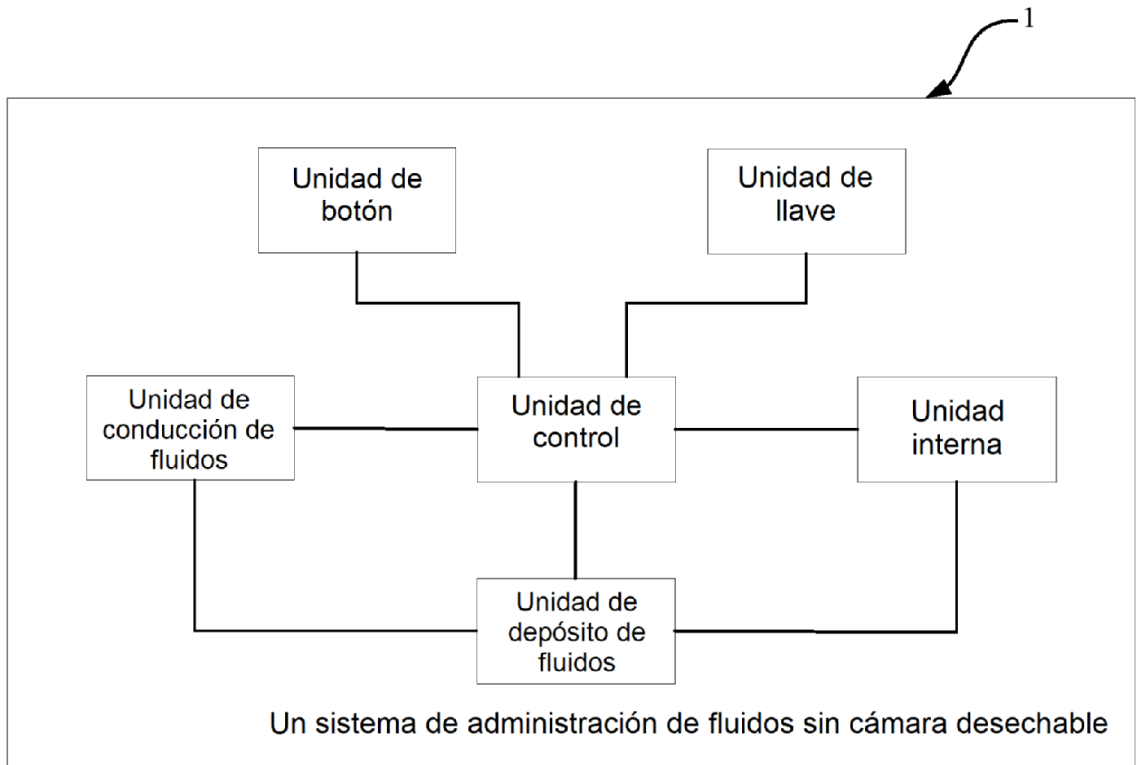 1
Unidad de
botón
Unidad de
llave
Unidad de
conducción de
fluidos
Unidad de
control
Unidad
interna
Unidad de
depósito de
fluidos
Un sistema de administración de fluidos sin cámara desechable